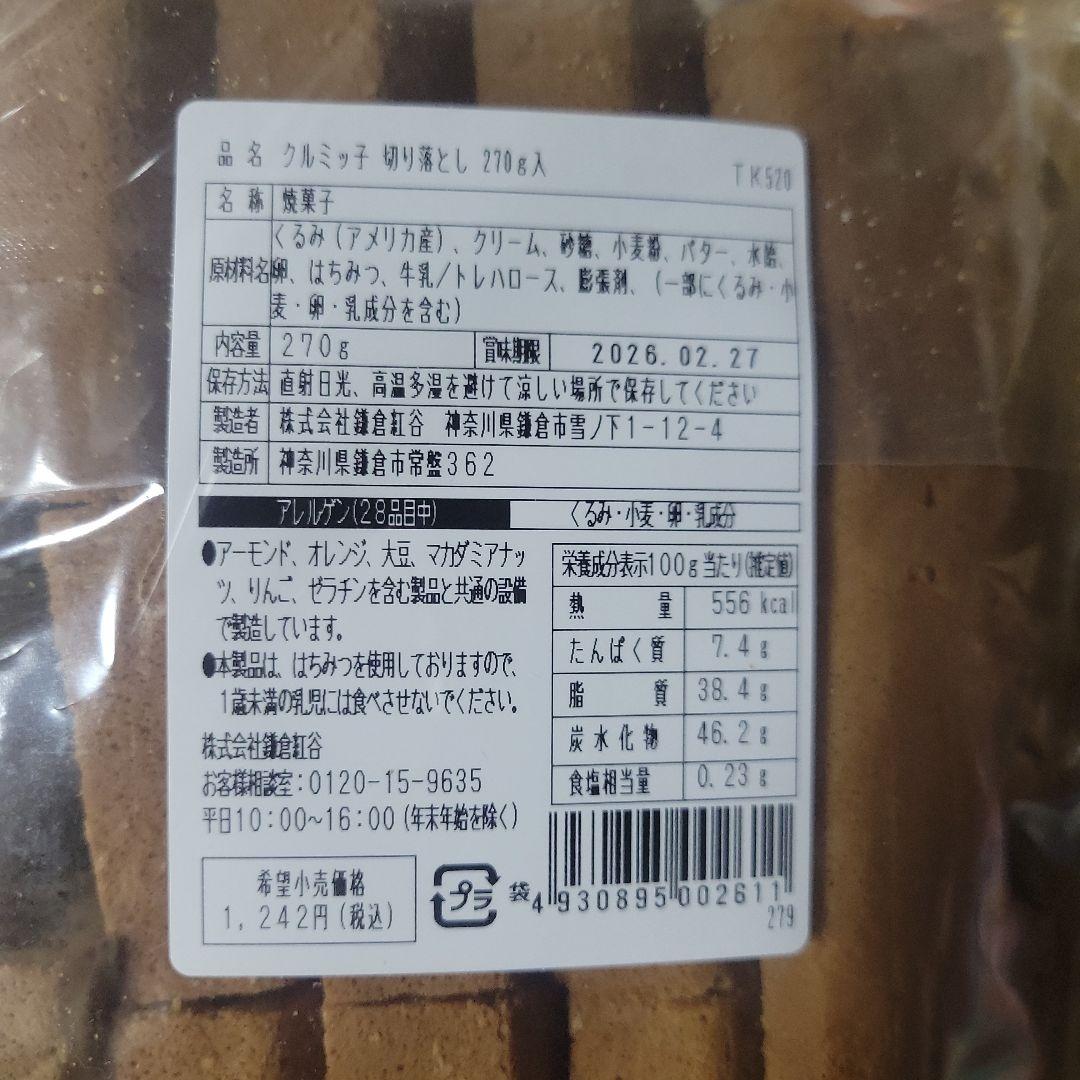 品名 クルミッ子 切り落とし 270g入
TK520
名称 焼菓子
原材料名 くるみ(アメリカ産)、クリーム、砂糖、小麦粉、バター、水飴、
卵、はちみつ、牛乳/トレハロース、膨張剤、(一部にくるみ・小
麦・卵・乳成分を含む)
内容量 270g 賞味期限 2026.02.27
保存方法 直射日光、高温多湿を避けて涼しい場所で保存してください
製造者 株式会社鎌倉紅谷 神奈川県鎌倉市雪ノ下1-12-4
製造所 神奈川県鎌倉市常盤362
アレルゲン(28品目中) くるみ・小麦・卵・乳成分
●アーモンド、オレンジ、大豆、マカダミアナッ
ツ、りんご、ゼラチンを含む製品と共通の設備
で製造しています。
●本製品は、はちみつを使用しておりますので、
1歳未満の乳児には食べさせないでください。
株式会社鎌倉紅谷
お客様相談室:0120-15-9635
平日10:00~16:00(年末年始を除く)
希望小売価格
1,242円(税込)
プラ
袋
栄養成分表示100g当たり(推定値)
熱量 556 kcal
たんぱく質 7.4 g
脂質 38.4 g
炭水化物 46.2 g
食塩相当量 0.23 g
4 930895 002611
279